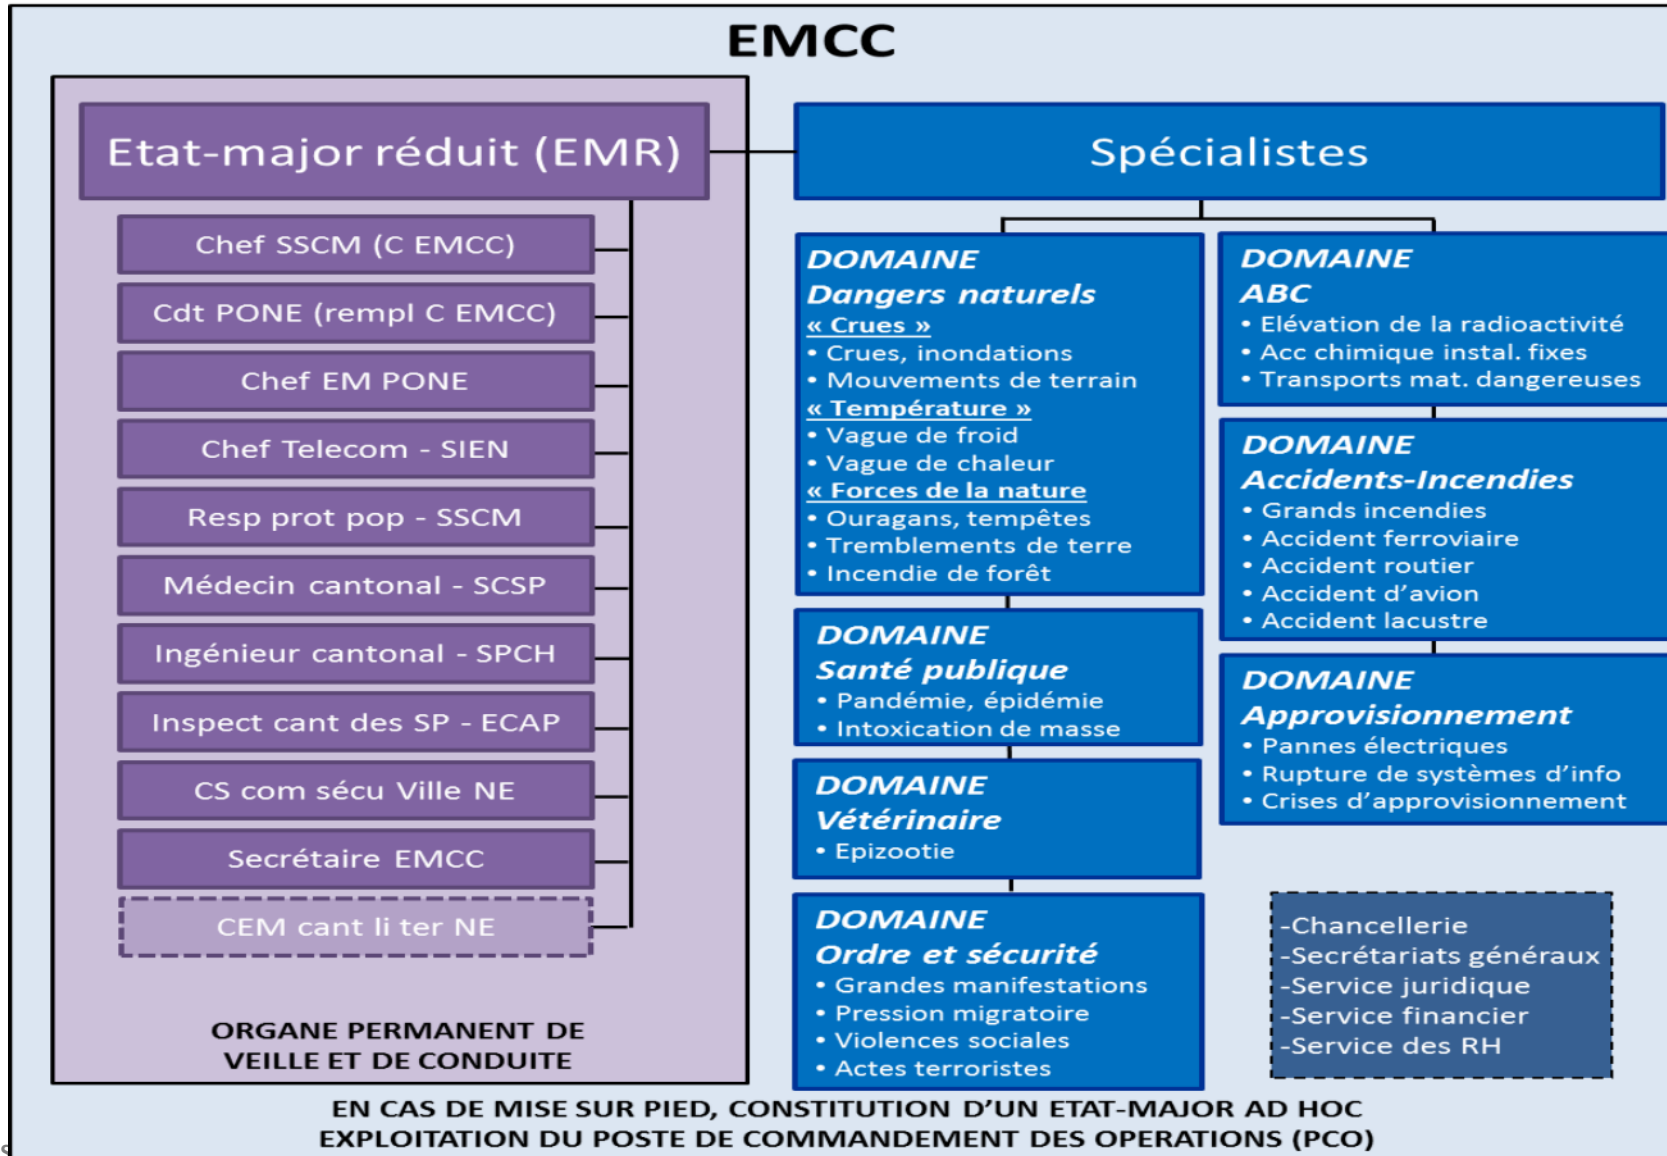 EMCC
Etat-major réduit (EMR)
Chef SSCM (C EMCC)
Cdt PONE (rempl C EMCC)
Chef EM PONE
Chef Telecom - SIEN
Resp prot pop - SSCM
Médecin cantonal - SCSP
Ingénieur cantonal - SPCH
Inspect cant des SP - ECAP
CS com sécu Ville NE
Secrétaire EMCC
CEM cant li ter NE
ORGANE PERMANENT DE
VEILLE ET DE CONDUITE
Spécialistes
DOMAINE
Dangers naturels
« Crues »
• Crues, inondations
• Mouvements de terrain
« Température »
• Vague de froid
• Vague de chaleur
« Forces de la nature
• Ouragans, tempêtes
• Tremblements de terre
• Incendie de forêt
DOMAINE
Santé publique
• Pandémie, épidémie
• Intoxication de masse
DOMAINE
Vétérinaire
• Epizootie
DOMAINE
Ordre et sécurité
• Grandes manifestations
• Pression migratoire
• Violences sociales
• Actes terroristes
DOMAINE
ABC
• Elévation de la radioactivité
• Acc chimique instal. fixes
• Transports mat. dangereuses
DOMAINE
Accidents-Incendies
• Grands incendies
• Accident ferroviaire
• Accident routier
• Accident d’avion
• Accident lacustre
DOMAINE
Approvisionnement
• Pannes électriques
• Rupture de systèmes d’info
• Crises d’approvisionnement
-Chancellerie
-Secrétariats généraux
-Service juridique
-Service financier
-Service des RH
EN CAS DE MISE SUR PIED, CONSTITUTION D’UN ETAT-MAJOR AD HOC
EXPLOITATION DU POSTE DE COMMANDEMENT DES OPERATIONS (PCO)